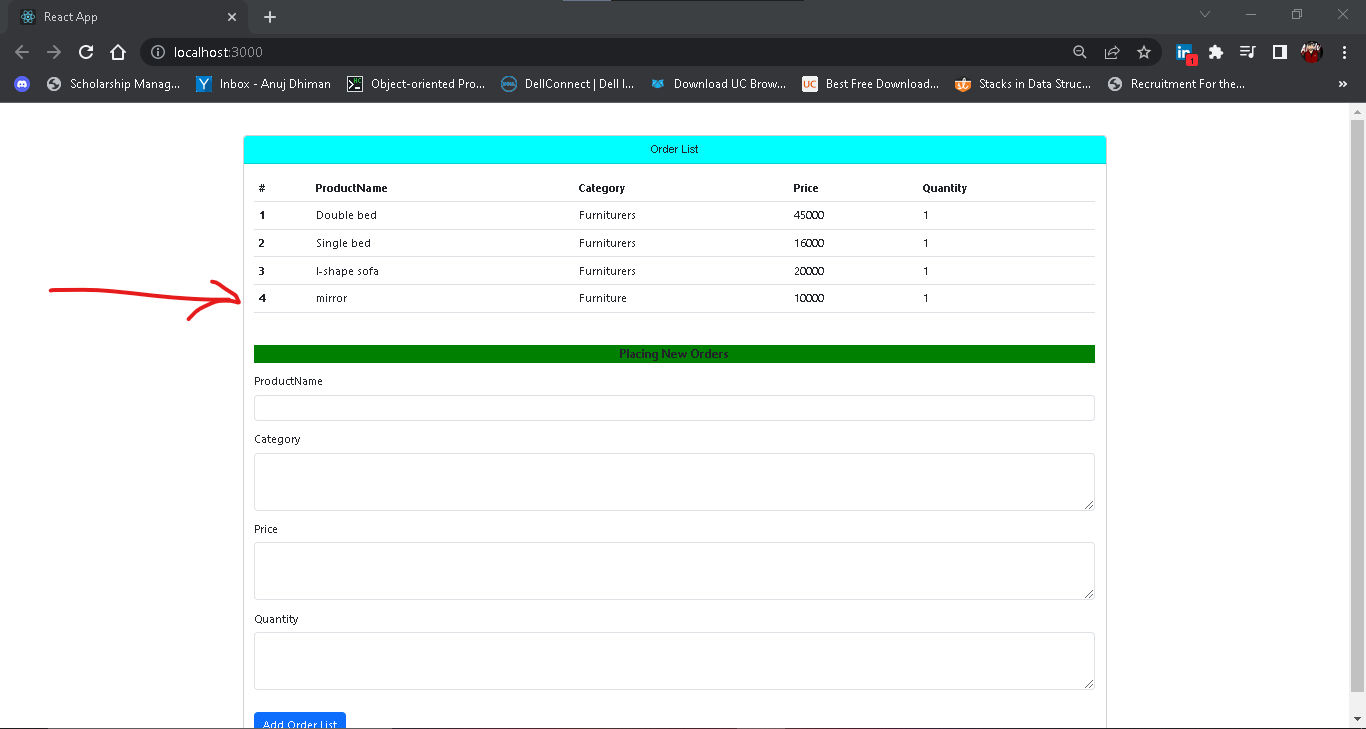 React App
localhost:3000
1
Scholarship Manag... Inbox - Anuj Dhiman Object-oriented Pro... DellConnect | Dell I... Download UC Brow... Best Free Download... Stacks in Data Struc... Recruitment For the... »
Order List
# ProductName Category Price Quantity
1 Double bed Furniturers 45000 1
2 Single bed Furniturers 16000 1
3 l-shape sofa Furniturers 20000 1
4 mirror Furniture 10000 1
Placing New Orders
ProductName
Category
Price
Quantity
Add Order List